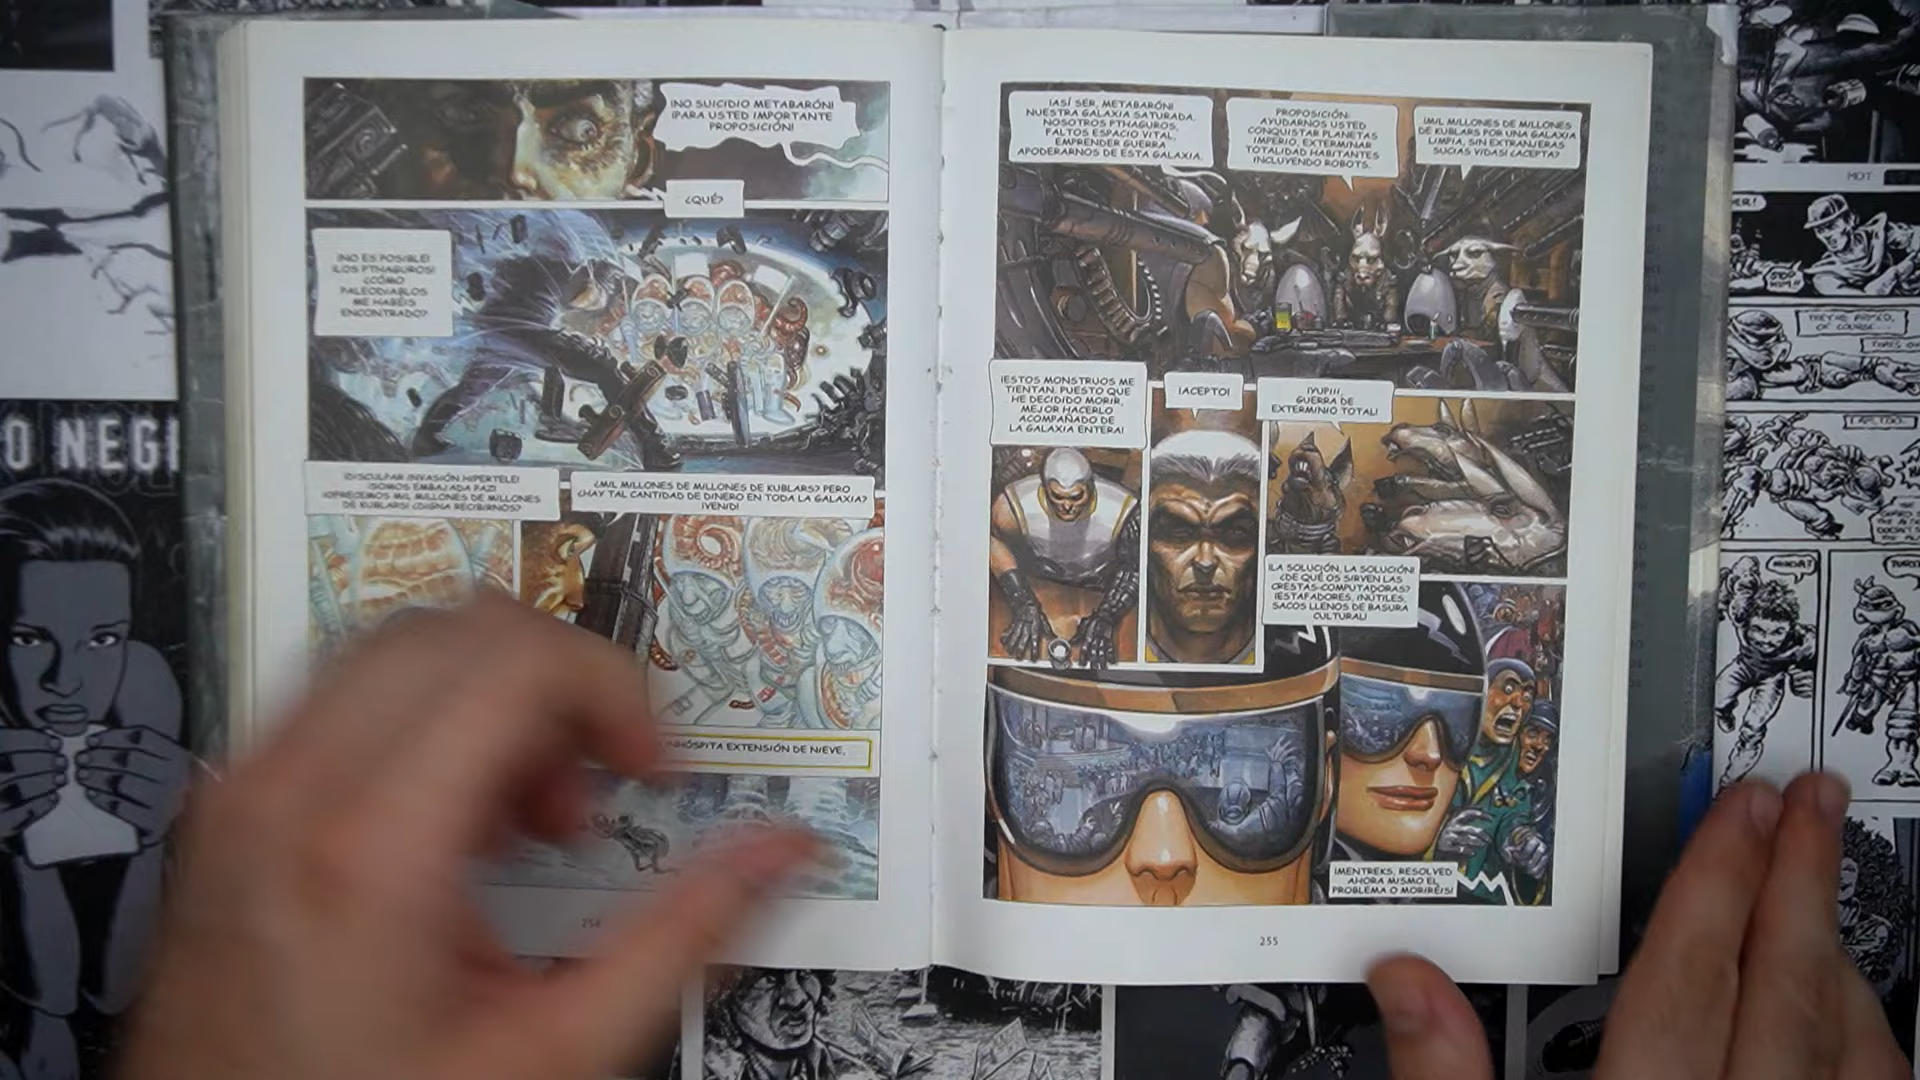 ¡NO SUICIDIO METABARÓN!
¡PARA USTED IMPORTANTE
PROPOSICIÓN!
¿QUÉ?
¡NO ES POSIBLE!
¡LOS PTHAGUROS!
¿CÓMO
PALEODIABLOS
ME HABÉIS
ENCONTRADO?
¡DISCULPAR INVASIÓN HIPERTELE!
¡SOMOS EMBAJADA PAZ!
¡OFRECEMOS MIL MILLONES DE MILLONES
DE KUBLARS! ¿DIGNA RECIBIRNOS?
¿MIL MILLONES DE MILLONES DE KUBLARS? PERO
¿HAY TAL CANTIDAD DE DINERO EN TODA LA GALAXIA?
¡VENID!
INHÓSPITA EXTENSIÓN DE NIEVE,
254
¡ASÍ SER, METABARÓN!
NUESTRA GALAXIA SATURADA.
NOSOTROS PTHAGUROS,
FALTOS ESPACIO VITAL,
EMPRENDER GUERRA
APODERARNOS DE ESTA GALAXIA.
PROPOSICIÓN:
AYUDARNOS USTED
CONQUISTAR PLANETAS
IMPERIO, EXTERMINAR
TOTALIDAD HABITANTES
INCLUYENDO ROBOTS.
¡MIL MILLONES DE MILLONES
DE KUBLARS POR UNA GALAXIA
LIMPIA, SIN EXTRANJERAS
SUCIAS VIDAS! ¿ACEPTA?
¡ESTOS MONSTRUOS ME
TIENTAN. PUESTO QUE
HE DECIDIDO MORIR,
MEJOR HACERLO
ACOMPAÑADO DE
LA GALAXIA ENTERA!
¡ACEPTO!
¡YUPIII,
GUERRA DE
EXTERMINIO TOTAL!
¡LA SOLUCIÓN, LA SOLUCIÓN!
¿DE QUÉ OS SIRVEN LAS
CRESTAS-COMPUTADORAS?
¡ESTAFADORES, INÚTILES,
SACOS LLENOS DE BASURA
CULTURAL!
¡MENTREKS, RESOLVED
AHORA MISMO EL
PROBLEMA O MORIRÉIS!
255
O NEG